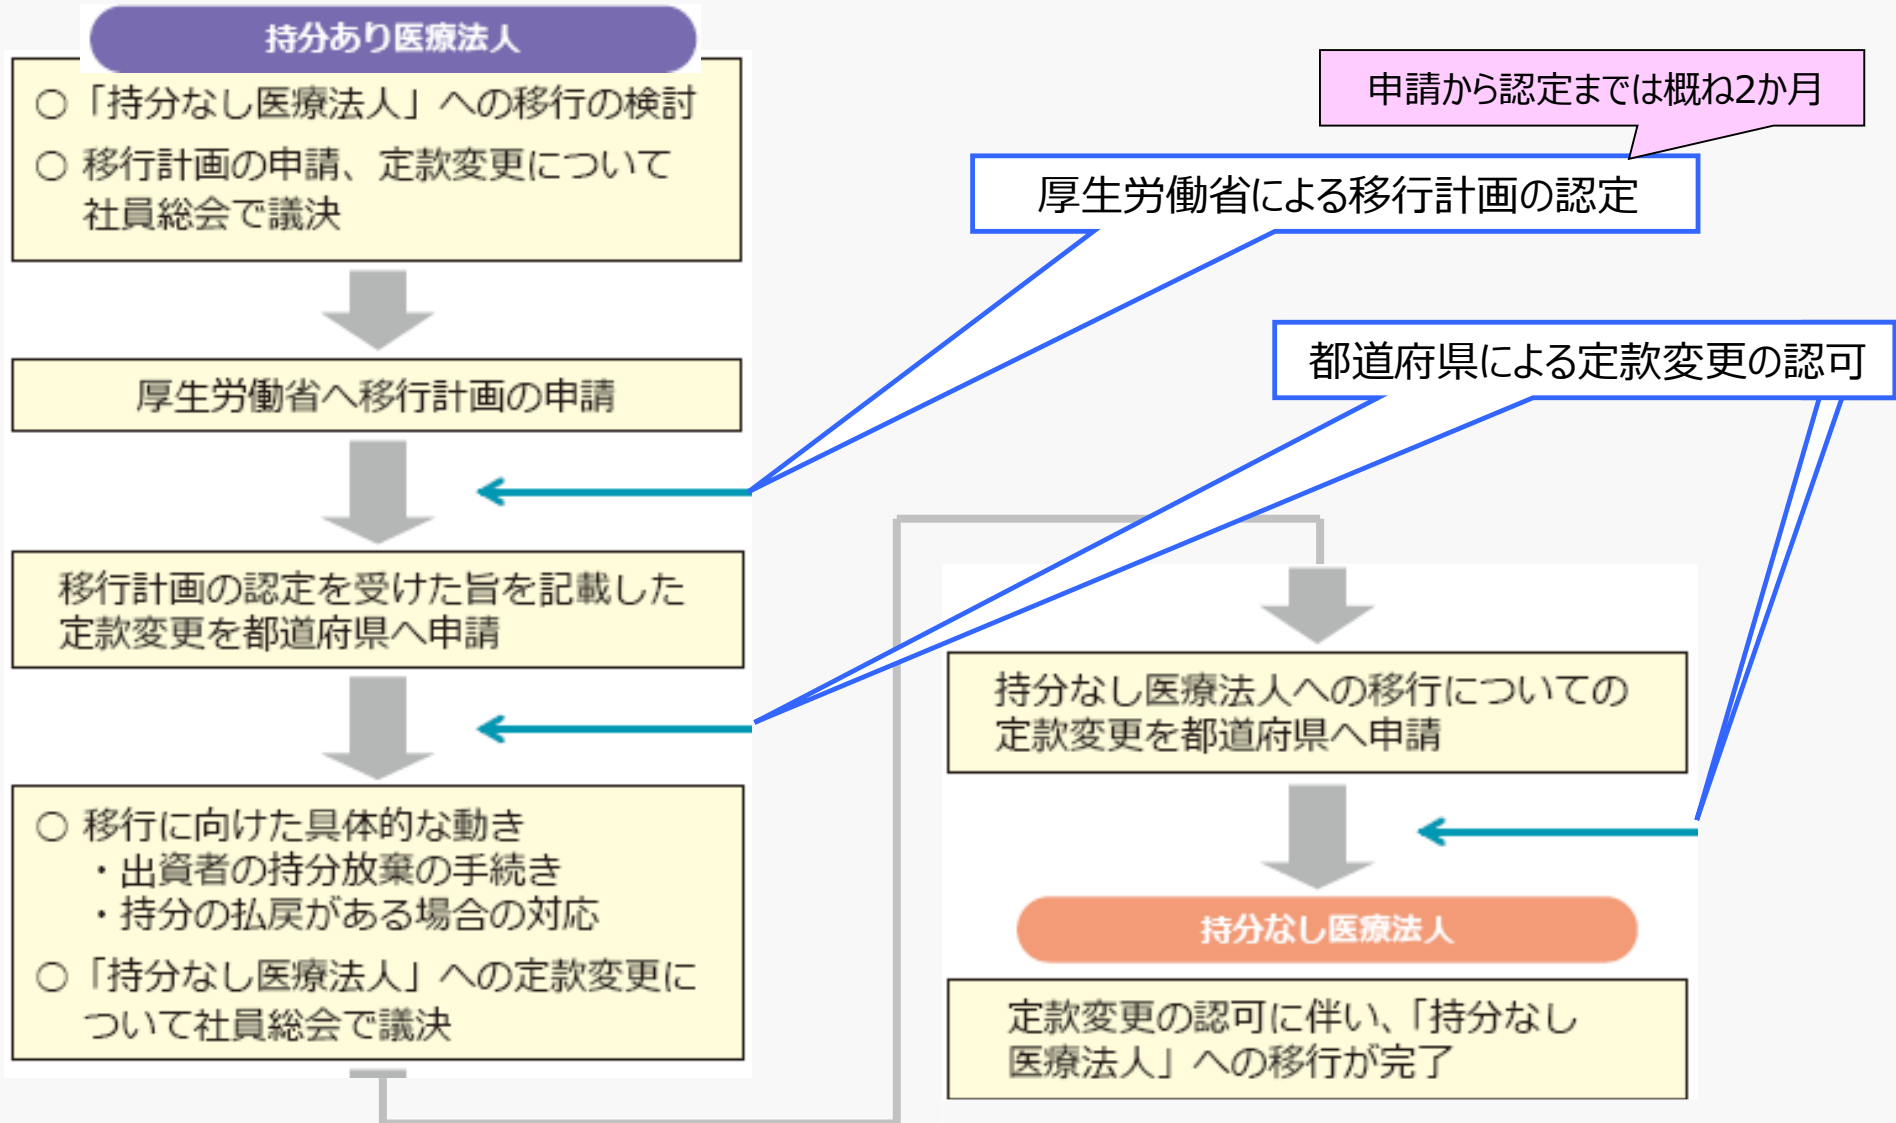 持分あり医療法人
○「持分なし医療法人」への移行の検討
○ 移行計画の申請、定款変更について
社員総会で議決
厚生労働省へ移行計画の申請
移行計画の認定を受けた旨を記載した
定款変更を都道府県へ申請
○ 移行に向けた具体的な動き
・出資者の持分放棄の手続き
・持分の払戻がある場合の対応
○「持分なし医療法人」への定款変更に
ついて社員総会で議決
申請から認定までは概ね2か月
厚生労働省による移行計画の認定
都道府県による定款変更の認可
持分なし医療法人への移行についての
定款変更を都道府県へ申請
持分なし医療法人
定款変更の認可に伴い、「持分なし
医療法人」への移行が完了